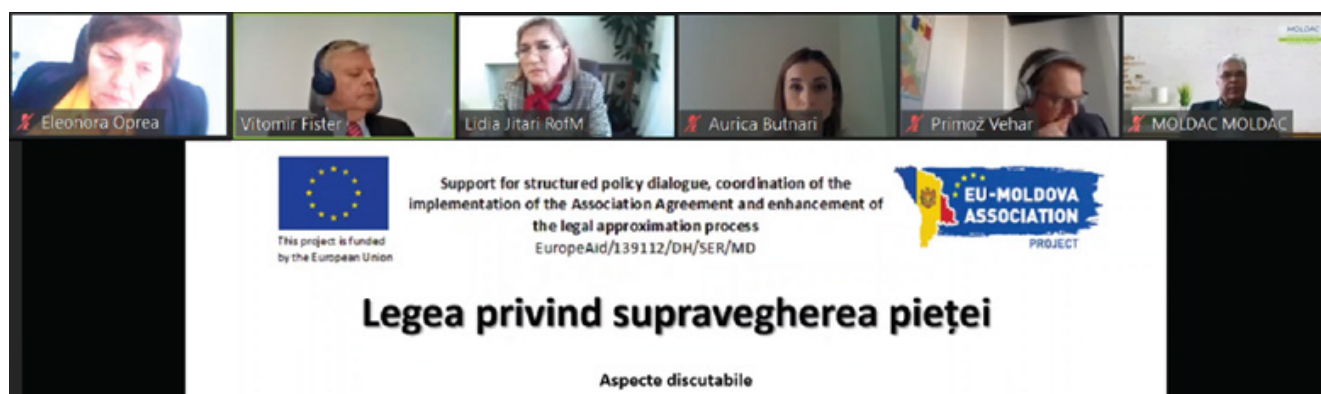 MOLDAC
Eleonora Oprea
Vitomir Fister
Lidia Jitari RofM
Aurica Butnari
Primož Vehar
MOLDAC MOLDAC
This project is funded
by the European Union
Support for structured policy dialogue, coordination of the
implementation of the Association Agreement and enhancement of
the legal approximation process
EuropeAid/139112/DH/SER/MD
EU-MOLDOVA
ASSOCIATION
PROJECT
Legea privind supravegherea pieței
Aspecte discutabile